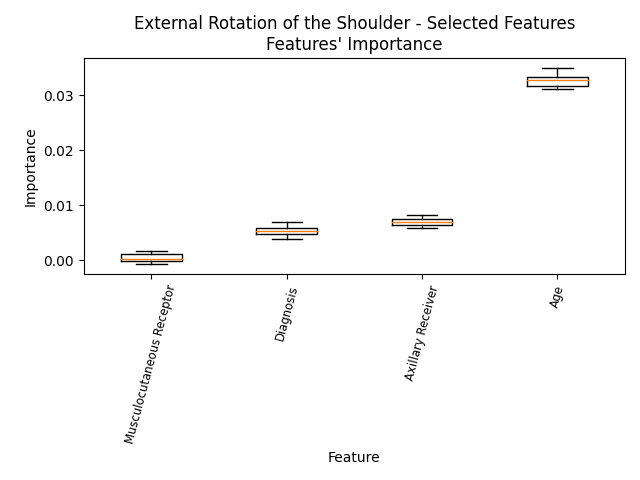 External Rotation of the Shoulder - Selected Features
Features' Importance
Importance
0.03
0.02
0.01
0.00
Musculocutaneous Receptor
Diagnosis
Axillary Receiver
Age
Feature